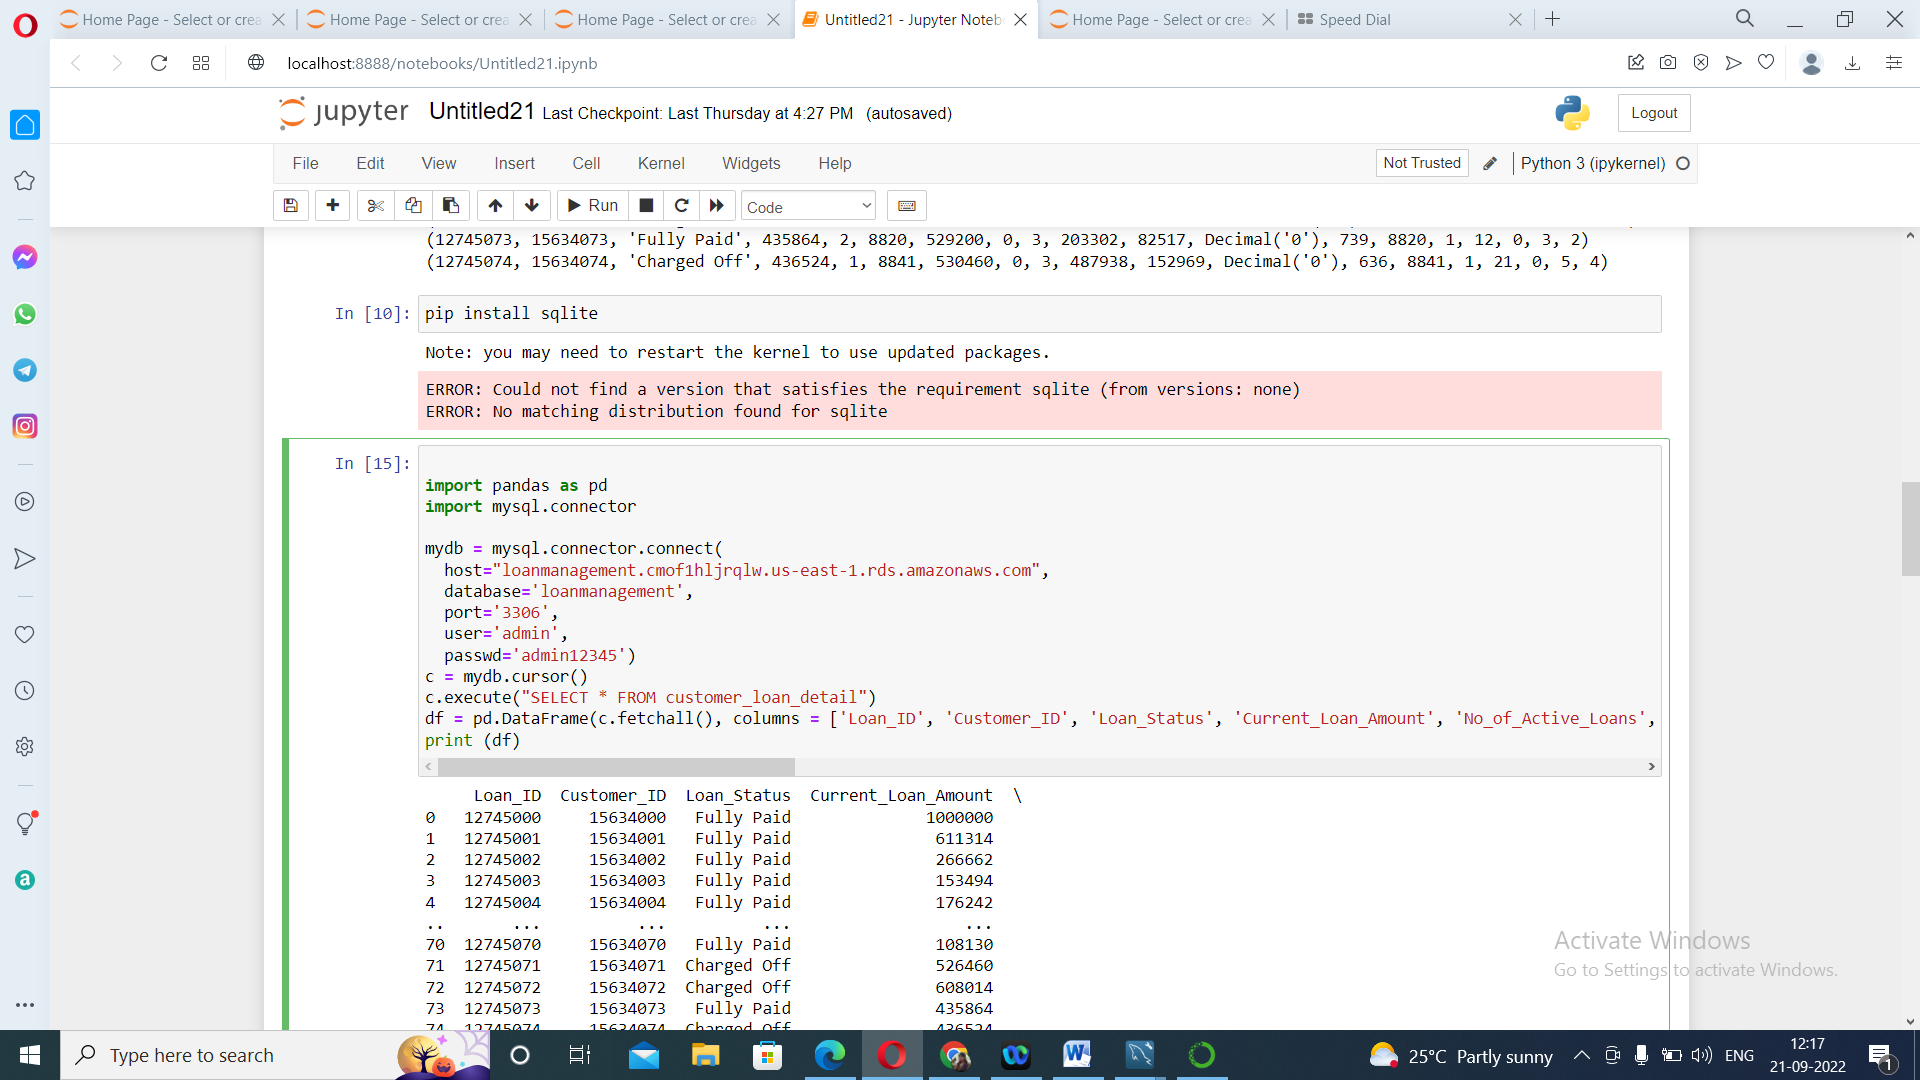 Home Page - Select or crea
Home Page - Select or crea
Home Page - Select or crea
Untitled21 - Jupyter Noteb
Home Page - Select or crea
Speed Dial
localhost:8888/notebooks/Untitled21.ipynb
jupyter Untitled21 Last Checkpoint: Last Thursday at 4:27 PM (autosaved)
Logout
File Edit View Insert Cell Kernel Widgets Help
Not Trusted Python 3 (ipykernel)
Run Code
(12745073, 15634073, 'Fully Paid', 435864, 2, 8820, 529200, 0, 3, 203302, 82517, Decimal('0'), 739, 8820, 1, 12, 0, 3, 2)
(12745074, 15634074, 'Charged Off', 436524, 1, 8841, 530460, 0, 3, 487938, 152969, Decimal('0'), 636, 8841, 1, 21, 0, 5, 4)
In [10]: pip install sqlite
Note: you may need to restart the kernel to use updated packages.
ERROR: Could not find a version that satisfies the requirement sqlite (from versions: none)
ERROR: No matching distribution found for sqlite
In [15]:
import pandas as pd
import mysql.connector
mydb = mysql.connector.connect(
host="loanmanagement.cmof1hljrqlw.us-east-1.rds.amazonaws.com",
database='loanmanagement',
port='3306',
user='admin',
passwd='admin12345')
c = mydb.cursor()
c.execute("SELECT * FROM customer_loan_detail")
df = pd.DataFrame(c.fetchall(), columns = ['Loan_ID', 'Customer_ID', 'Loan_Status', 'Current_Loan_Amount', 'No_of_Active_Loans',
print (df)
Loan_ID Customer_ID Loan_Status Current_Loan_Amount \
0 12745000 15634000 Fully Paid 1000000
1 12745001 15634001 Fully Paid 611314
2 12745002 15634002 Fully Paid 266662
3 12745003 15634003 Fully Paid 153494
4 12745004 15634004 Fully Paid 176242
.. ... ... ... ...
70 12745070 15634070 Fully Paid 108130
71 12745071 15634071 Charged Off 526460
72 12745072 15634072 Charged Off 608014
73 12745073 15634073 Fully Paid 435864
74 12745074 15634074 Charged Off 436524
Activate Windows
Go to Settings to activate Windows.
Type here to search
25°C Partly sunny
ENG
12:17
21-09-2022
1